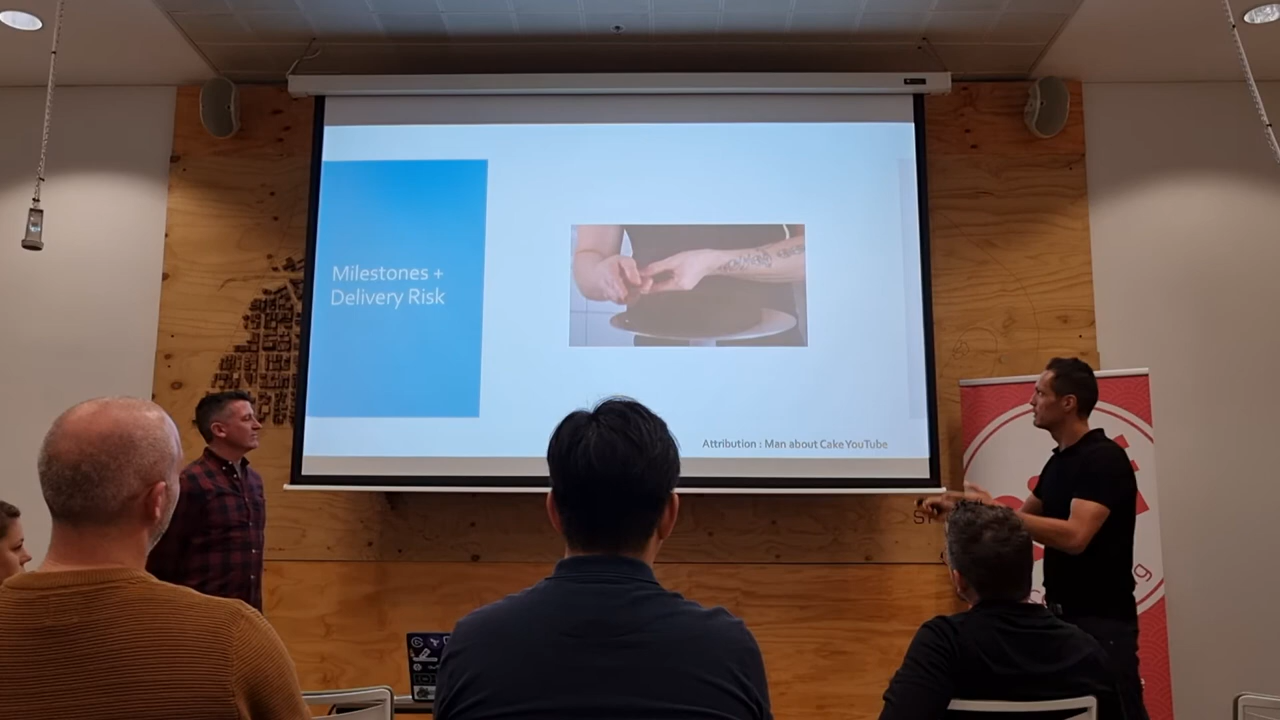 Milestones +
Delivery Risk
Attribution : Man about Cake YouTube